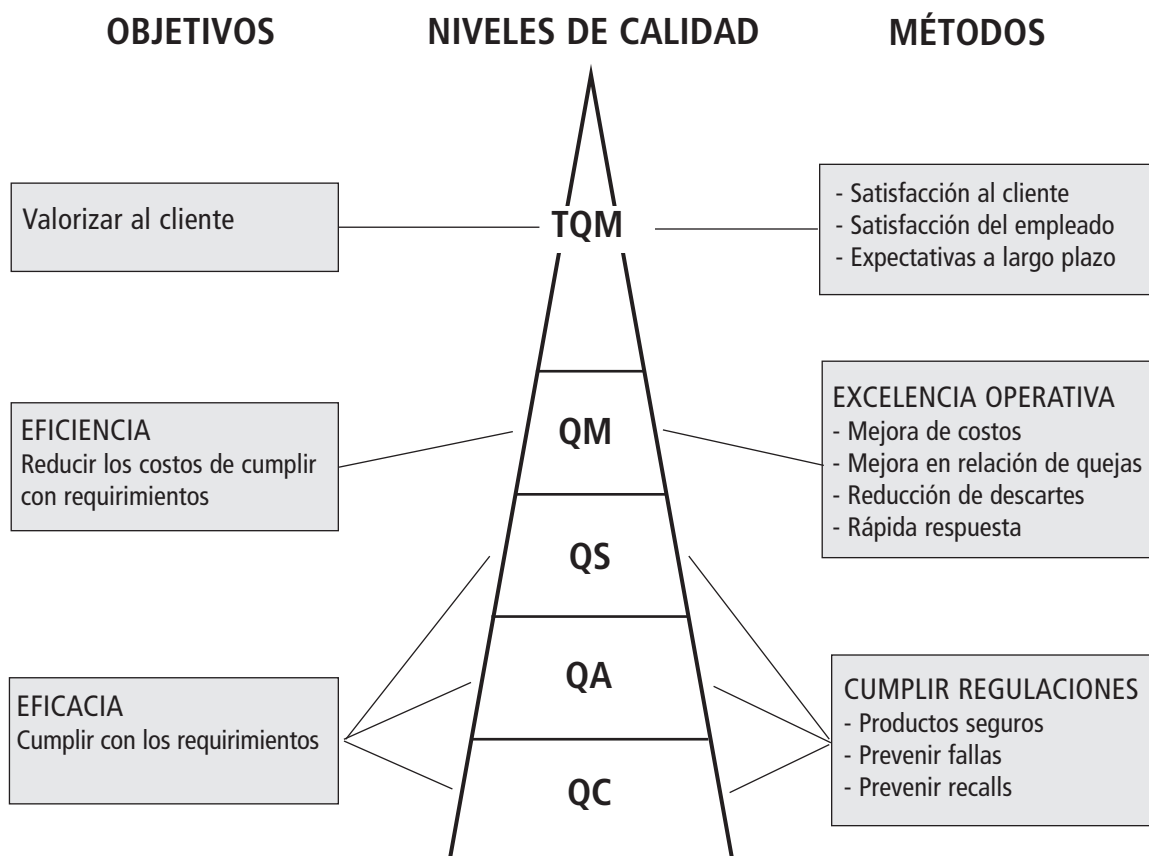 OBJETIVOS
NIVELES DE CALIDAD
MÉTODOS
Valorizar al cliente
TQM
- Satisfacción al cliente
- Satisfacción del empleado
- Expectativas a largo plazo
EFICIENCIA
Reducir los costos de cumplir
con requirimientos
QM
EXCELENCIA OPERATIVA
- Mejora de costos
- Mejora en relación de quejas
- Reducción de descartes
- Rápida respuesta
QS
EFICACIA
Cumplir con los requirimientos
QA
CUMPLIR REGULACIONES
- Productos seguros
- Prevenir fallas
- Prevenir recalls
QC